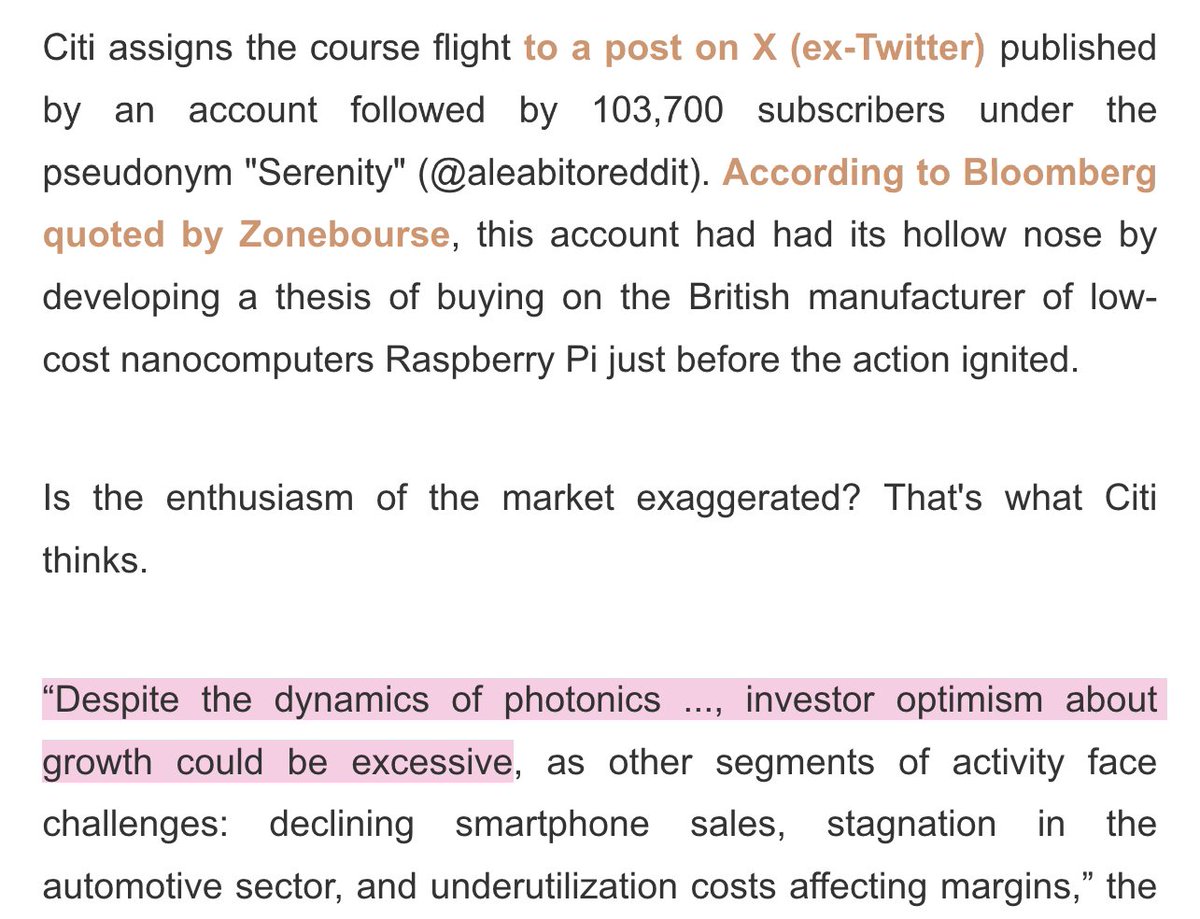 Citi assigns the course flight to a post on X (ex-Twitter) published
by an account followed by 103,700 subscribers under the
pseudonym "Serenity" (@aleabitoreddit). According to Bloomberg
quoted by Zonebourse, this account had had its hollow nose by
developing a thesis of buying on the British manufacturer of low-
cost nanocomputers Raspberry Pi just before the action ignited.
Is the enthusiasm of the market exaggerated? That's what Citi
thinks.
“Despite the dynamics of photonics ..., investor optimism about
growth could be excessive, as other segments of activity face
challenges: declining smartphone sales, stagnation in the
automotive sector, and underutilization costs affecting margins,” the